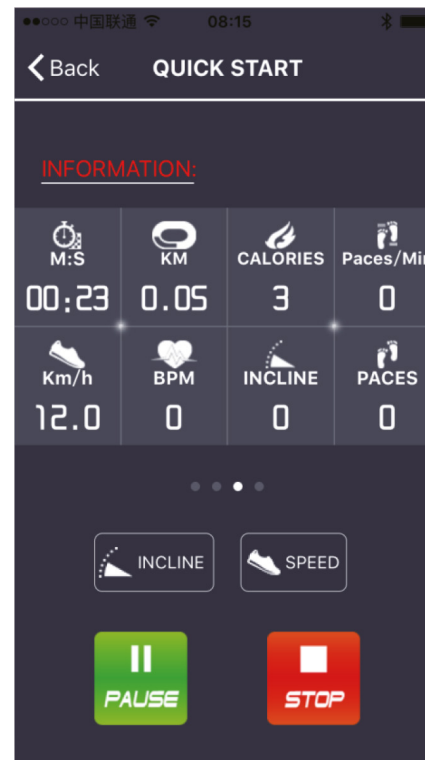 中国联通 08:15
Back QUICK START
INFORMATION:
M:S KM CALORIES Paces/Min
00:23 0.05 3 0
Km/h BPM INCLINE PACES
12.0 0 0 0
INCLINE SPEED
PAUSE STOP